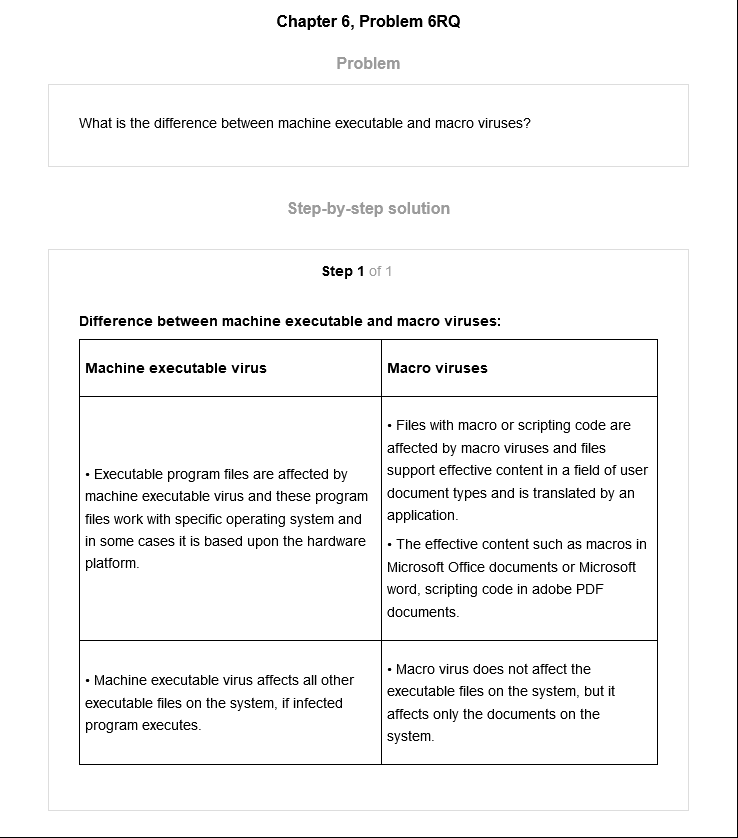 Chapter 6, Problem 6RQ
Problem
What is the difference between machine executable and macro viruses?
Step-by-step solution
Step 1 of 1
Difference between machine executable and macro viruses:
Machine executable virus
Macro viruses
• Executable program files are affected by
machine executable virus and these program
files work with specific operating system and
in some cases it is based upon the hardware
platform.
• Files with macro or scripting code are
affected by macro viruses and files
support effective content in a field of user
document types and is translated by an
application.
• The effective content such as macros in
Microsoft Office documents or Microsoft
word, scripting code in adobe PDF
documents.
• Machine executable virus affects all other
executable files on the system, if infected
program executes.
• Macro virus does not affect the
executable files on the system, but it
affects only the documents on the
system.